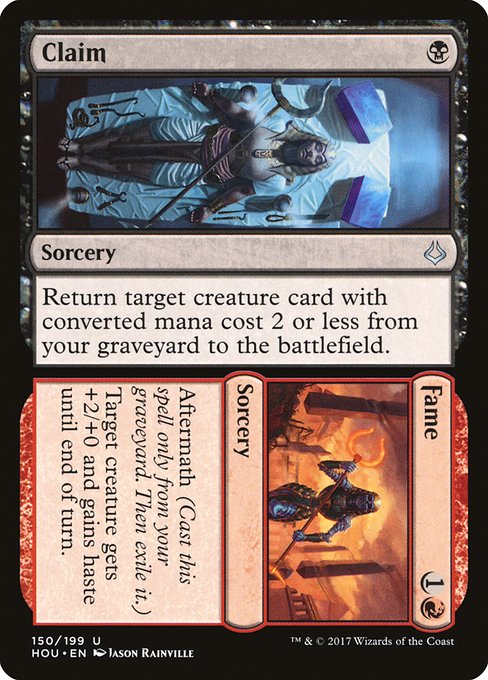 Claim
Sorcery
Return target creature card with
converted mana cost 2 or less from
your graveyard to the battlefield.
Fame
1
Sorcery
Aftermath (Cast this
spell only from your
graveyard. Then exile it.)
Target creature gets
+2/+0 and gains haste
until end of turn.
150/199 U
HOU • EN JASON RAINVILLE
™ & © 2017 Wizards of the Coast